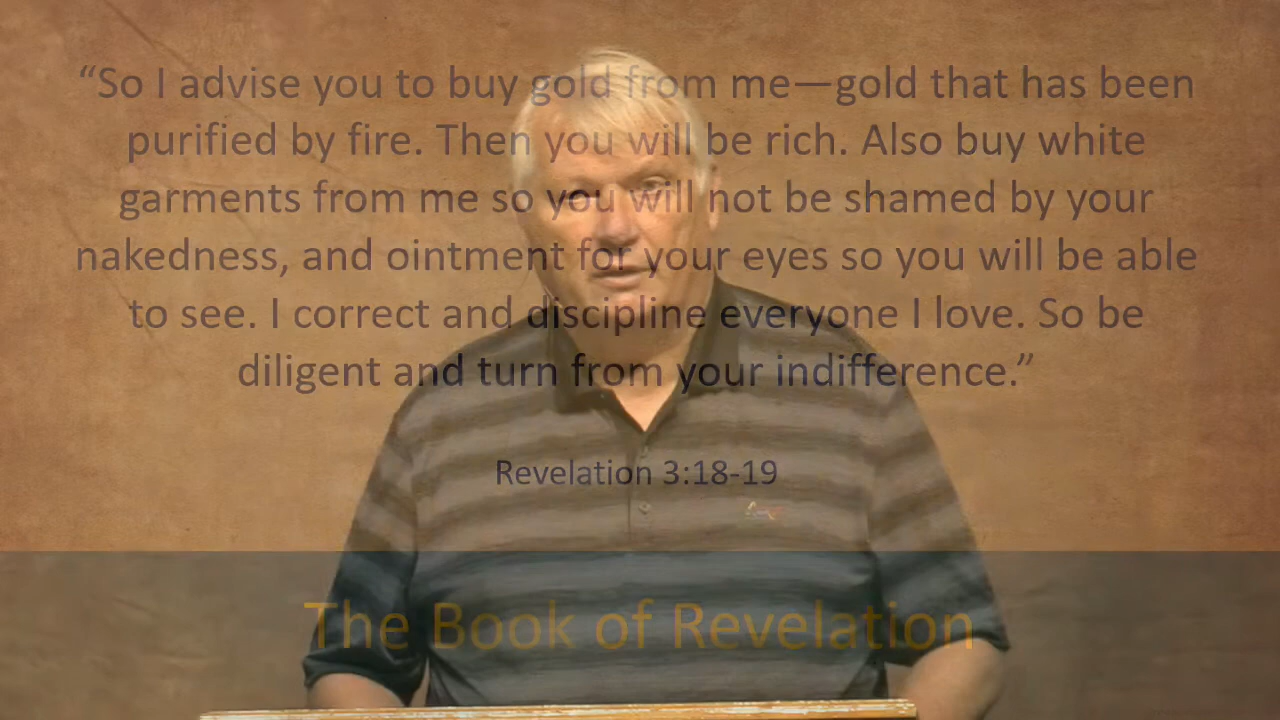 “So I advise you to buy gold from me—gold that has been
purified by fire. Then you will be rich. Also buy white
garments from me so you will not be shamed by your
nakedness, and ointment for your eyes so you will be able
to see. I correct and discipline everyone I love. So be
diligent and turn from your indifference.”
Revelation 3:18-19
The Book of Revelation